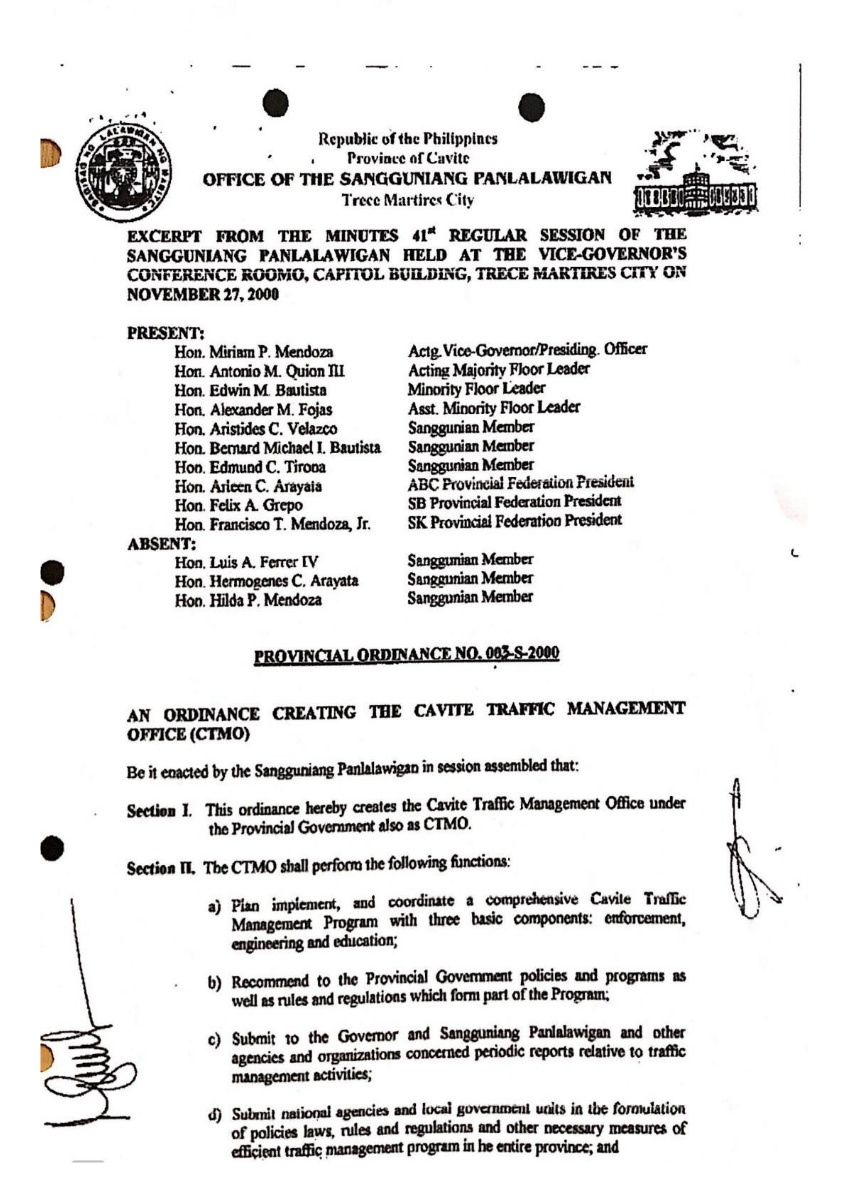 Republic of the Philippines
Province of Cavite
OFFICE OF THE SANGGUNIANG PANLALAWIGAN
Trece Martires City
EXCERPT FROM THE MINUTES 41st REGULAR SESSION OF THE
SANGGUNIANG PANLALAWIGAN HELD AT THE VICE-GOVERNOR'S
CONFERENCE ROOMO, CAPITOL BUILDING, TRECE MARTIRES CITY ON
NOVEMBER 27, 2000
PRESENT:
Hon. Miriam P. Mendoza Actg.Vice-Governor/Presiding. Officer
Hon. Antonio M. Quion III Acting Majority Floor Leader
Hon. Edwin M. Bautista Minority Floor Leader
Hon. Alexander M. Fojas Asst. Minority Floor Leader
Hon. Aristides C. Velazco Sanggunian Member
Hon. Bernard Michael I. Bautista Sanggunian Member
Hon. Edmund C. Tirona Sanggunian Member
Hon. Arleen C. Arayata ABC Provincial Federation President
Hon. Felix A. Grepo SB Provincial Federation President
Hon. Francisco T. Mendoza, Jr. SK Provincial Federation President
ABSENT:
Hon. Luis A. Ferrer IV Sanggunian Member
Hon. Hermogenes C. Arayata Sanggunian Member
Hon. Hilda P. Mendoza Sanggunian Member
PROVINCIAL ORDINANCE NO. 003-S-2000
AN ORDINANCE CREATING THE CAVITE TRAFFIC MANAGEMENT
OFFICE (CTMO)
Be it enacted by the Sangguniang Panlalawigan in session assembled that:
Section I. This ordinance hereby creates the Cavite Traffic Management Office under
the Provincial Government also as CTMO.
Section II. The CTMO shall perform the following functions:
a) Plan implement, and coordinate a comprehensive Cavite Traffic
Management Program with three basic components: enforcement,
engineering and education;
b) Recommend to the Provincial Government policies and programs as
well as rules and regulations which form part of the Program;
c) Submit to the Governor and Sangguniang Panlalawigan and other
agencies and organizations concerned periodic reports relative to traffic
management activities;
d) Submit national agencies and local government units in the formulation
of policies laws, rules and regulations and other necessary measures of
efficient traffic management program in he entire province; and